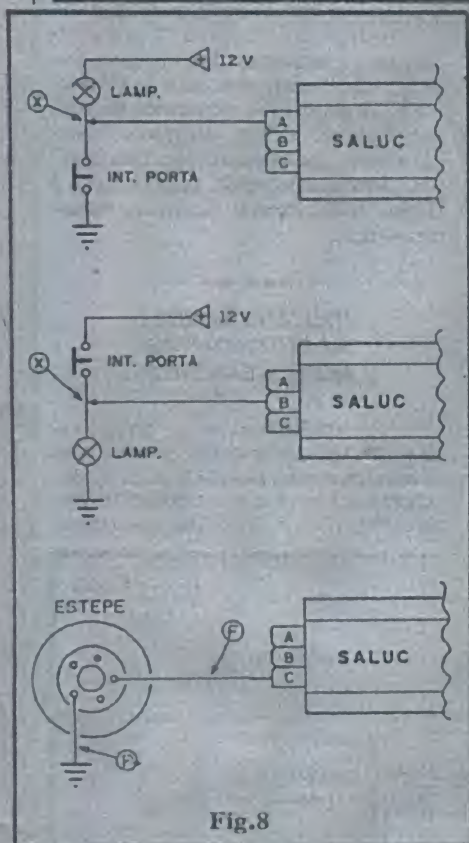 12V
X
LAMP.
A
B
C
SALUC
INT. PORTA
12V
INT. PORTA
X
A
B
C
SALUC
LAMP.
ESTEPE
F
A
B
C
SALUC
F
Fig.8